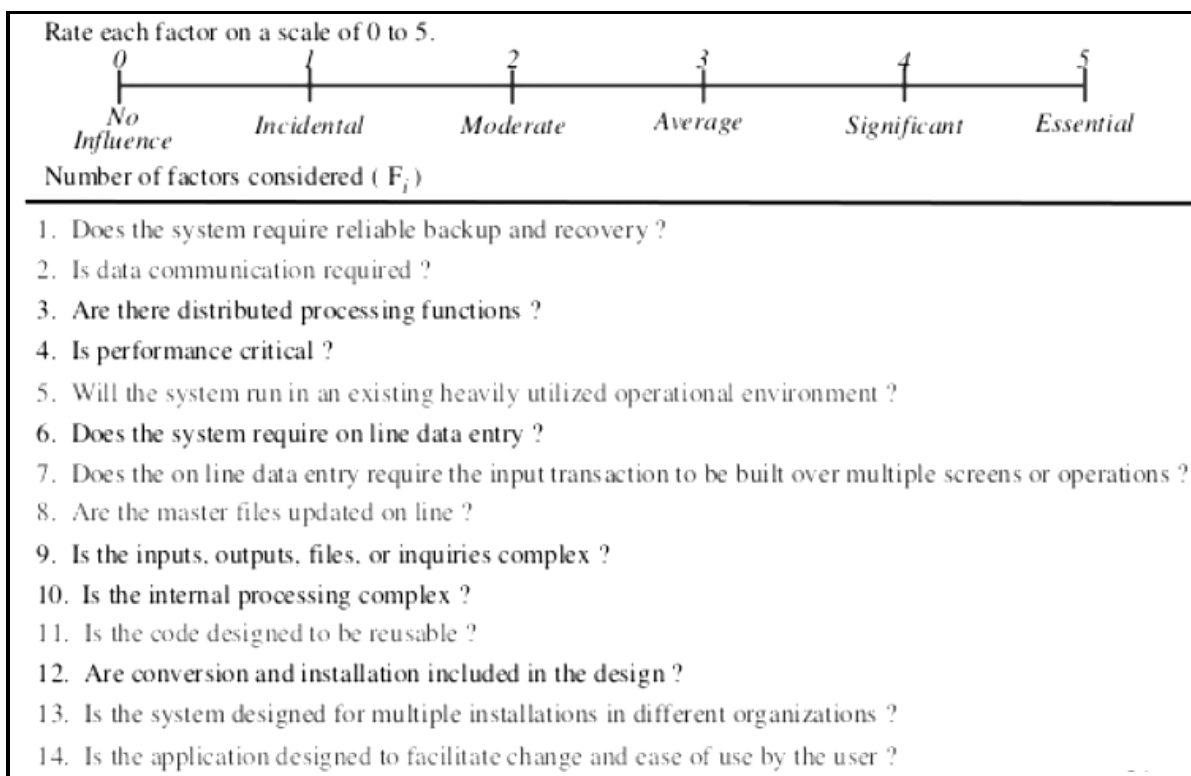 Rate each factor on a scale of 0 to 5.
0 1 2 3 4 5
No Influence Incidental Moderate Average Significant Essential
Number of factors considered ( Fi )
1. Does the system require reliable backup and recovery ?
2. Is data communication required ?
3. Are there distributed processing functions ?
4. Is performance critical ?
5. Will the system run in an existing heavily utilized operational environment ?
6. Does the system require on line data entry ?
7. Does the on line data entry require the input transaction to be built over multiple screens or operations ?
8. Are the master files updated on line ?
9. Is the inputs, outputs, files, or inquiries complex ?
10. Is the internal processing complex ?
11. Is the code designed to be reusable ?
12. Are conversion and installation included in the design ?
13. Is the system designed for multiple installations in different organizations ?
14. Is the application designed to facilitate change and ease of use by the user ?